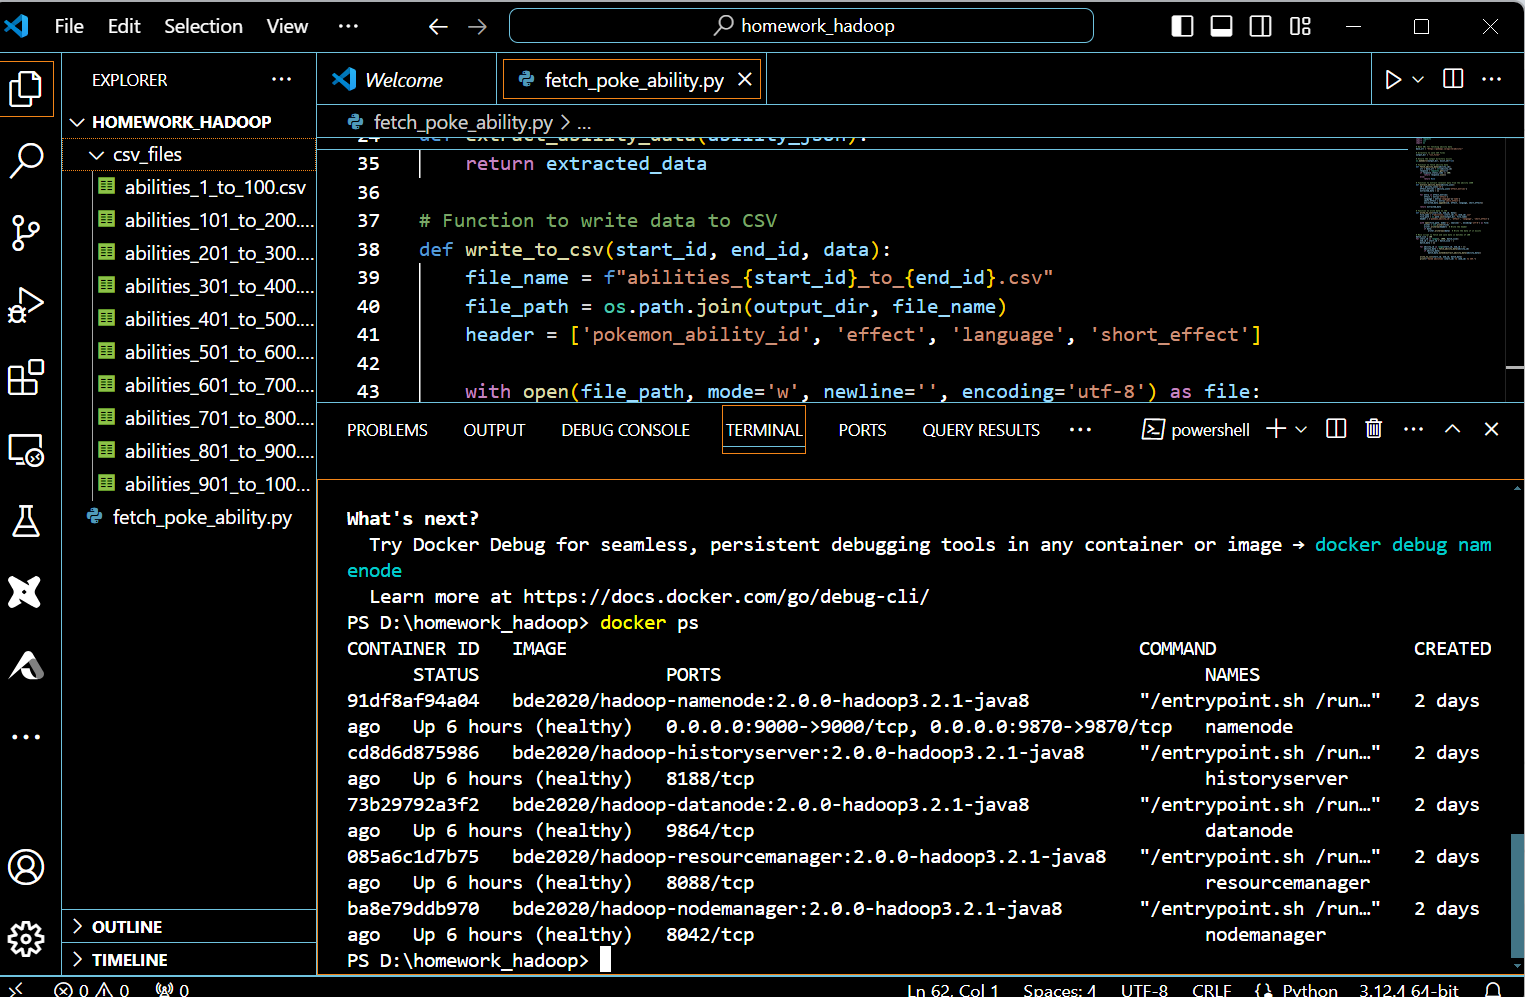 File Edit Selection View ··· homework_hadoop
EXPLORER ···
HOMEWORK_HADOOP
csv_files
abilities_1_to_100.csv
abilities_101_to_200....
abilities_201_to_300....
abilities_301_to_400....
abilities_401_to_500....
abilities_501_to_600....
abilities_601_to_700....
abilities_701_to_800....
abilities_801_to_900....
abilities_901_to_100...
fetch_poke_ability.py
OUTLINE
TIMELINE
Welcome fetch_poke_ability.py
fetch_poke_ability.py > ...
24 def extract_ability_data(ability_json):
35 return extracted_data
36
37 # Function to write data to CSV
38 def write_to_csv(start_id, end_id, data):
39 file_name = f"abilities_{start_id}_to_{end_id}.csv"
40 file_path = os.path.join(output_dir, file_name)
41 header = ['pokemon_ability_id', 'effect', 'language', 'short_effect']
42
43 with open(file_path, mode='w', newline='', encoding='utf-8') as file:
PROBLEMS OUTPUT DEBUG CONSOLE TERMINAL PORTS QUERY RESULTS ··· powershell
What's next?
Try Docker Debug for seamless, persistent debugging tools in any container or image → docker debug nam
enode
Learn more at https://docs.docker.com/go/debug-cli/
PS D:\homework_hadoop> docker ps
CONTAINER ID IMAGE COMMAND CREATED
STATUS PORTS NAMES
91df8af94a04 bde2020/hadoop-namenode:2.0.0-hadoop3.2.1-java8 "/entrypoint.sh /run…" 2 days
ago Up 6 hours (healthy) 0.0.0.0:9000->9000/tcp, 0.0.0.0:9870->9870/tcp namenode
cd8d6d875986 bde2020/hadoop-historyserver:2.0.0-hadoop3.2.1-java8 "/entrypoint.sh /run…" 2 days
ago Up 6 hours (healthy) 8188/tcp historyserver
73b29792a3f2 bde2020/hadoop-datanode:2.0.0-hadoop3.2.1-java8 "/entrypoint.sh /run…" 2 days
ago Up 6 hours (healthy) 9864/tcp datanode
085a6c1d7b75 bde2020/hadoop-resourcemanager:2.0.0-hadoop3.2.1-java8 "/entrypoint.sh /run…" 2 days
ago Up 6 hours (healthy) 8088/tcp resourcemanager
ba8e79ddb970 bde2020/hadoop-nodemanager:2.0.0-hadoop3.2.1-java8 "/entrypoint.sh /run…" 2 days
ago Up 6 hours (healthy) 8042/tcp nodemanager
PS D:\homework_hadoop>
0 0 0 Ln 62, Col 1 Spaces: 4 UTF-8 CRLF Python 3.12.4 64-bit